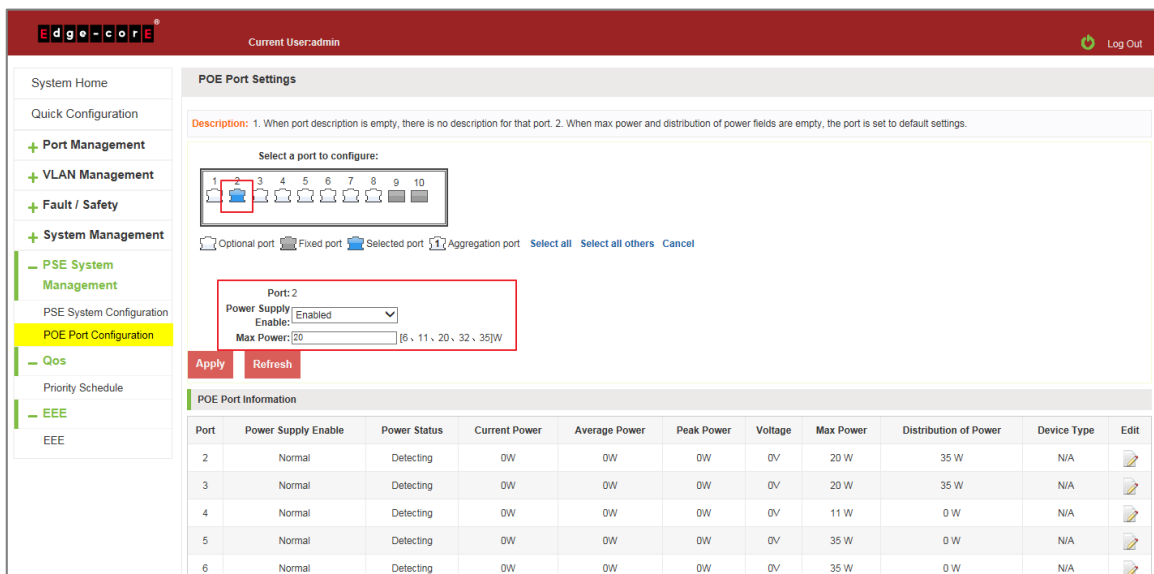 Edge-corE®
Current User:admin
Log Out
System Home
Quick Configuration
+ Port Management
+ VLAN Management
+ Fault / Safety
+ System Management
– PSE System
Management
PSE System Configuration
POE Port Configuration
– Qos
Priority Schedule
– EEE
EEE
POE Port Settings
Description: 1. When port description is empty, there is no description for that port. 2. When max power and distribution of power fields are empty, the port is set to default settings.
Select a port to configure:
1 2 3 4 5 6 7 8 9 10
Optional port Fixed port Selected port 1 Aggregation port Select all Select all others Cancel
Port: 2
Power Supply
Enable: Enabled
Max Power: 20 [6、11、20、32、35]W
Apply Refresh
POE Port Information
Port Power Supply Enable Power Status Current Power Average Power Peak Power Voltage Max Power Distribution of Power Device Type Edit
2 Normal Detecting 0W 0W 0W 0V 20 W 35 W N/A
3 Normal Detecting 0W 0W 0W 0V 20 W 35 W N/A
4 Normal Detecting 0W 0W 0W 0V 11 W 0 W N/A
5 Normal Detecting 0W 0W 0W 0V 35 W 0 W N/A
6 Normal Detecting 0W 0W 0W 0V 35 W 0 W N/A